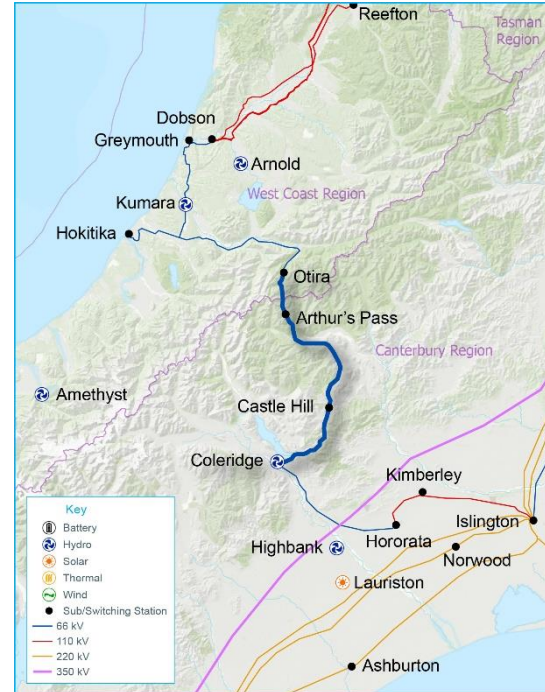 Reefton
Tasman
Region
Dobson
Greymouth
Arnold
Kumara
West Coast Region
Hokitika
Otira
Arthur's Pass
Canterbury Region
Amethyst
Castle Hill
Coleridge
Kimberley
Islington
Hororata
Highbank
Norwood
Lauriston
Ashburton
Key
Battery
Hydro
Solar
Thermal
Wind
Sub/Switching Station
66 kV
110 kV
220 kV
350 kV